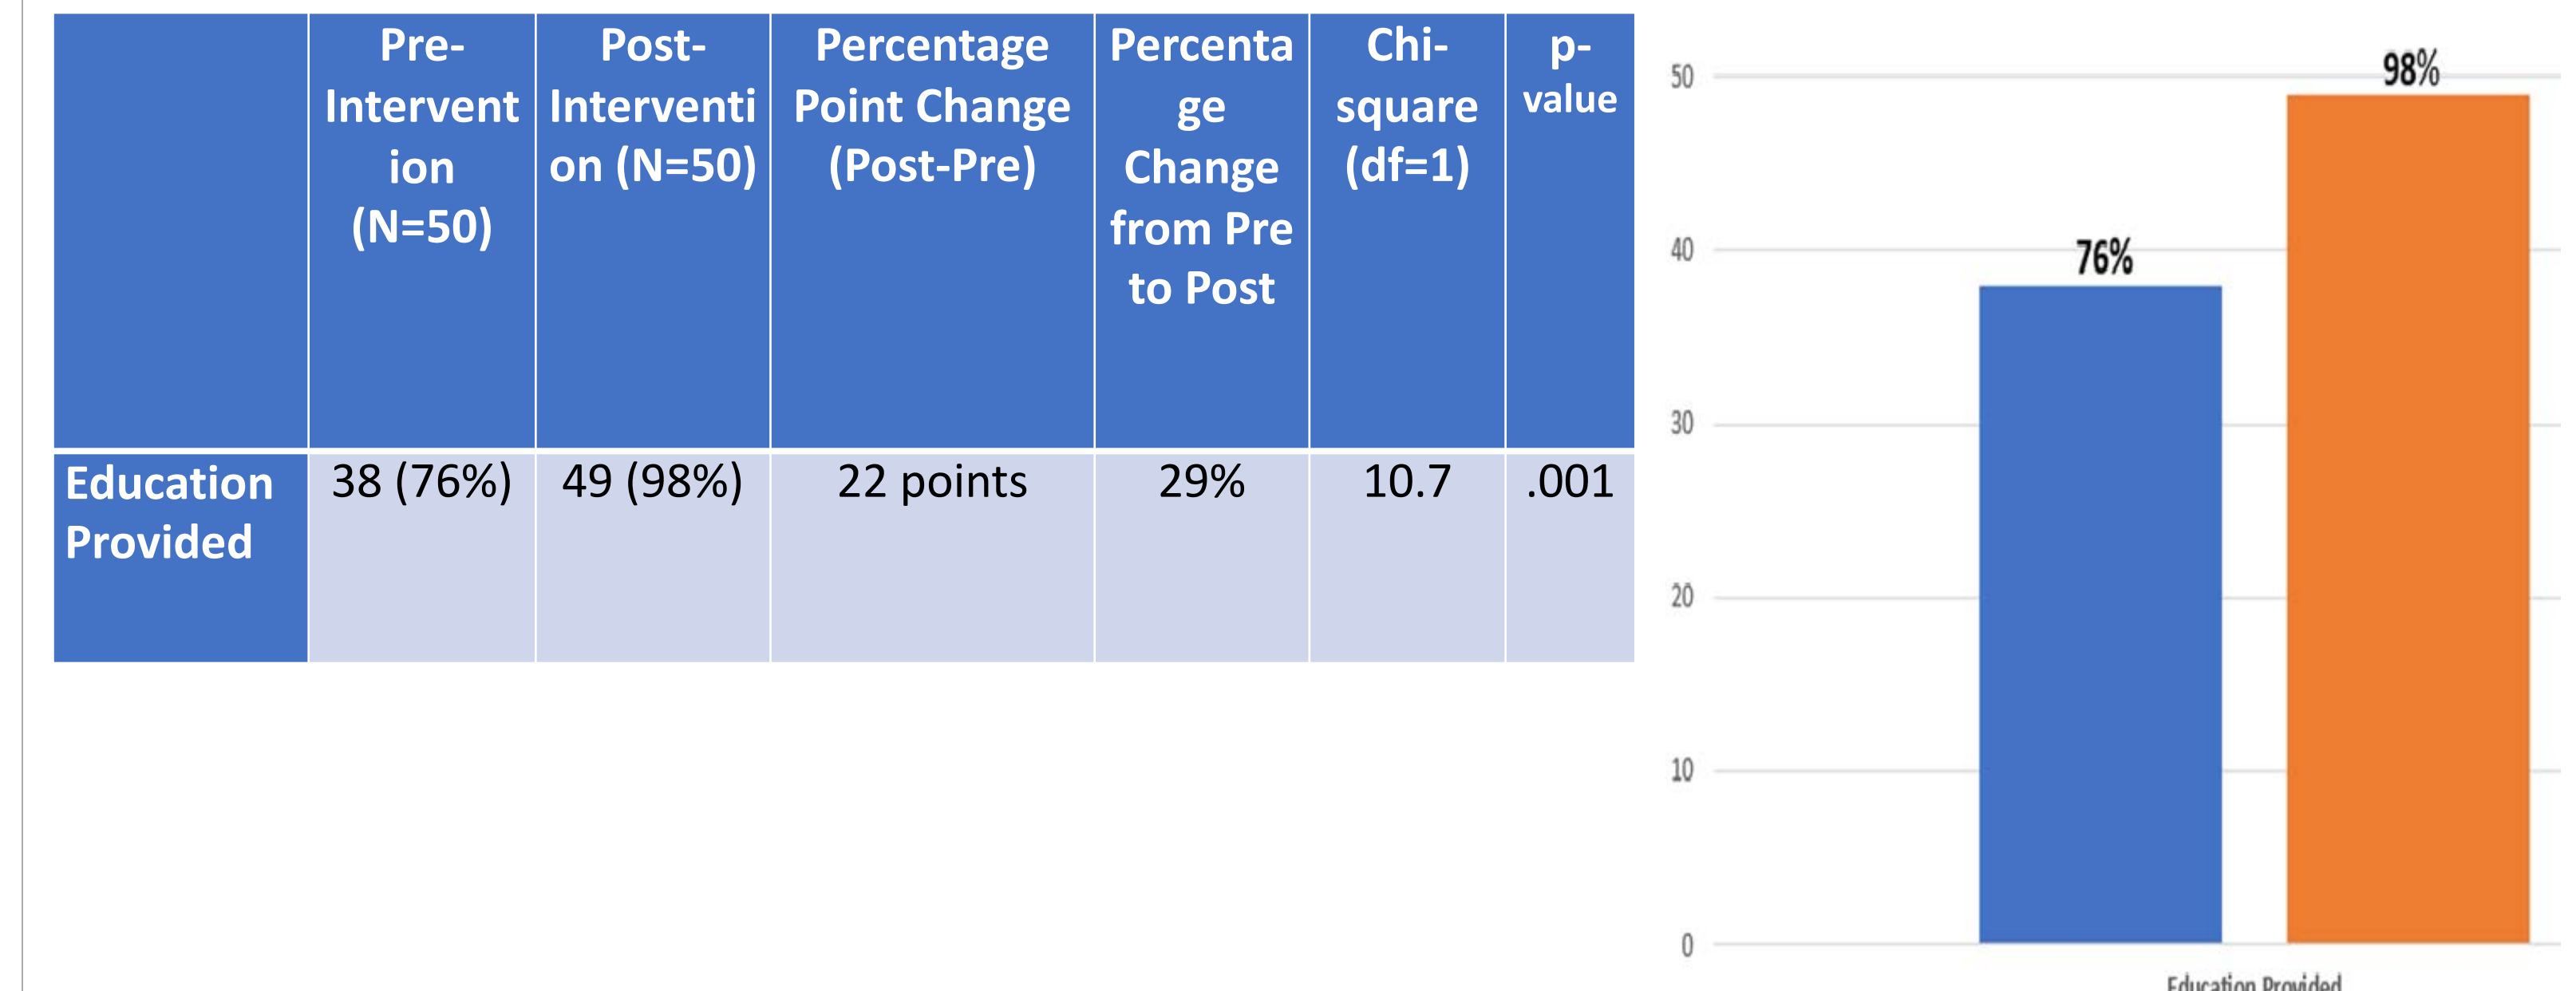 Pre-
Intervent
ion
(N=50)
Post-
Interventi
on (N=50)
Percentage
Point Change
(Post-Pre)
Percenta
ge
Change
from Pre
to Post
Chi-
square
(df=1)
p-
value
Education
Provided
38 (76%)
49 (98%)
22 points
29%
10.7
.001
50
40
30
20
10
0
76%
98%
Education Provided